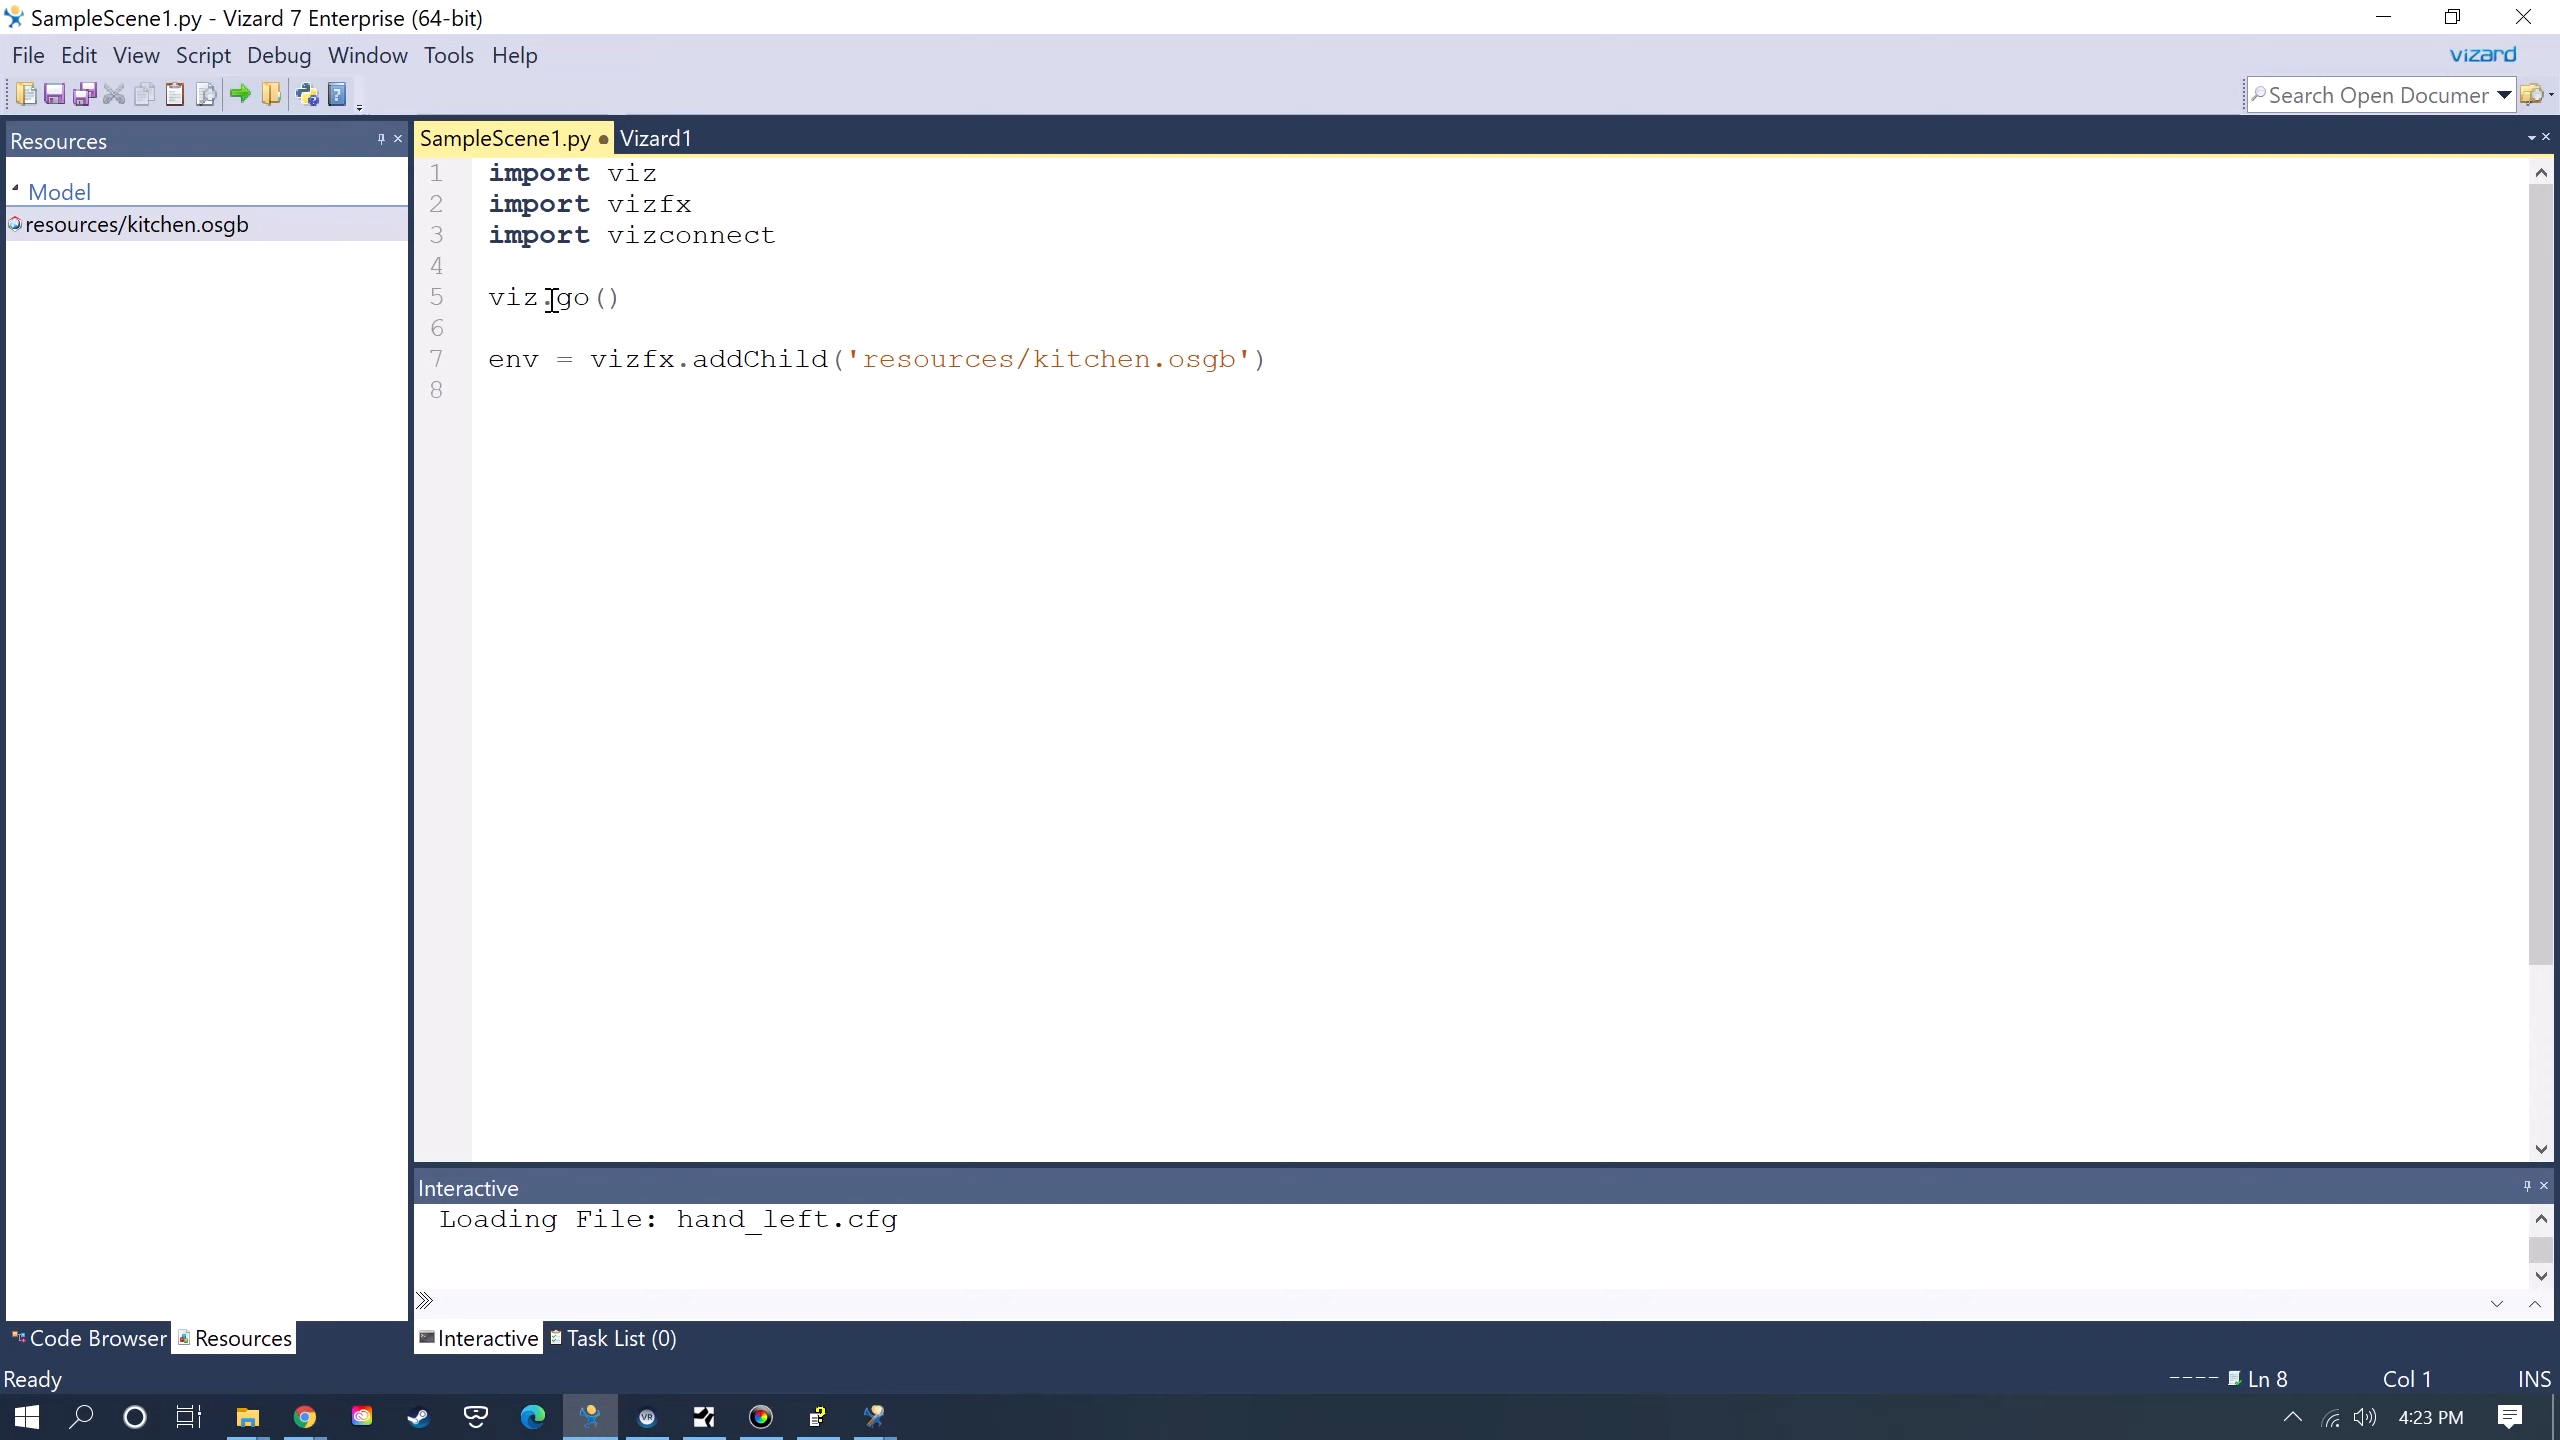 SampleScene1.py - Vizard 7 Enterprise (64-bit)
File Edit View Script Debug Window Tools Help
vizard
Search Open Documer
Resources
SampleScene1.py Vizard1
Model
resources/kitchen.osgb
1 import viz
2 import vizfx
3 import vizconnect
4
5 viz.go()
6
7 env = vizfx.addChild('resources/kitchen.osgb')
8
Interactive
Loading File: hand_left.cfg
Code Browser Resources Interactive Task List (0)
Ready ---- Ln 8 Col 1 INS
4:23 PM